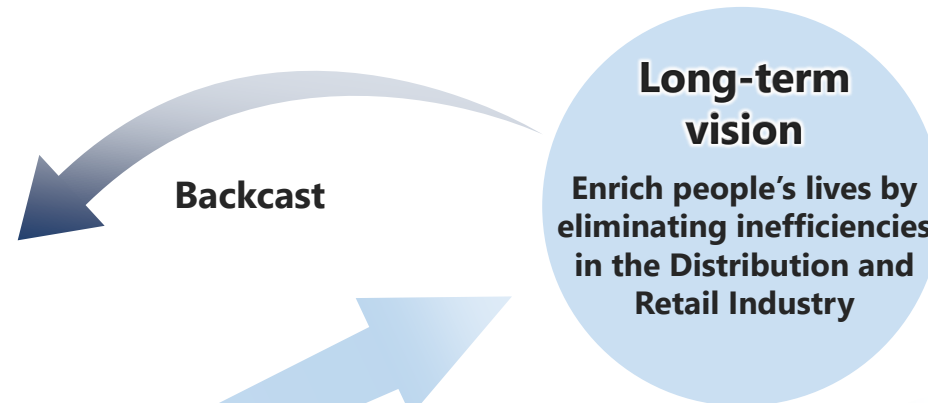 Long-term
vision
Backcast
Enrich people’s lives by
eliminating inefficiencies
in the Distribution and
Retail Industry